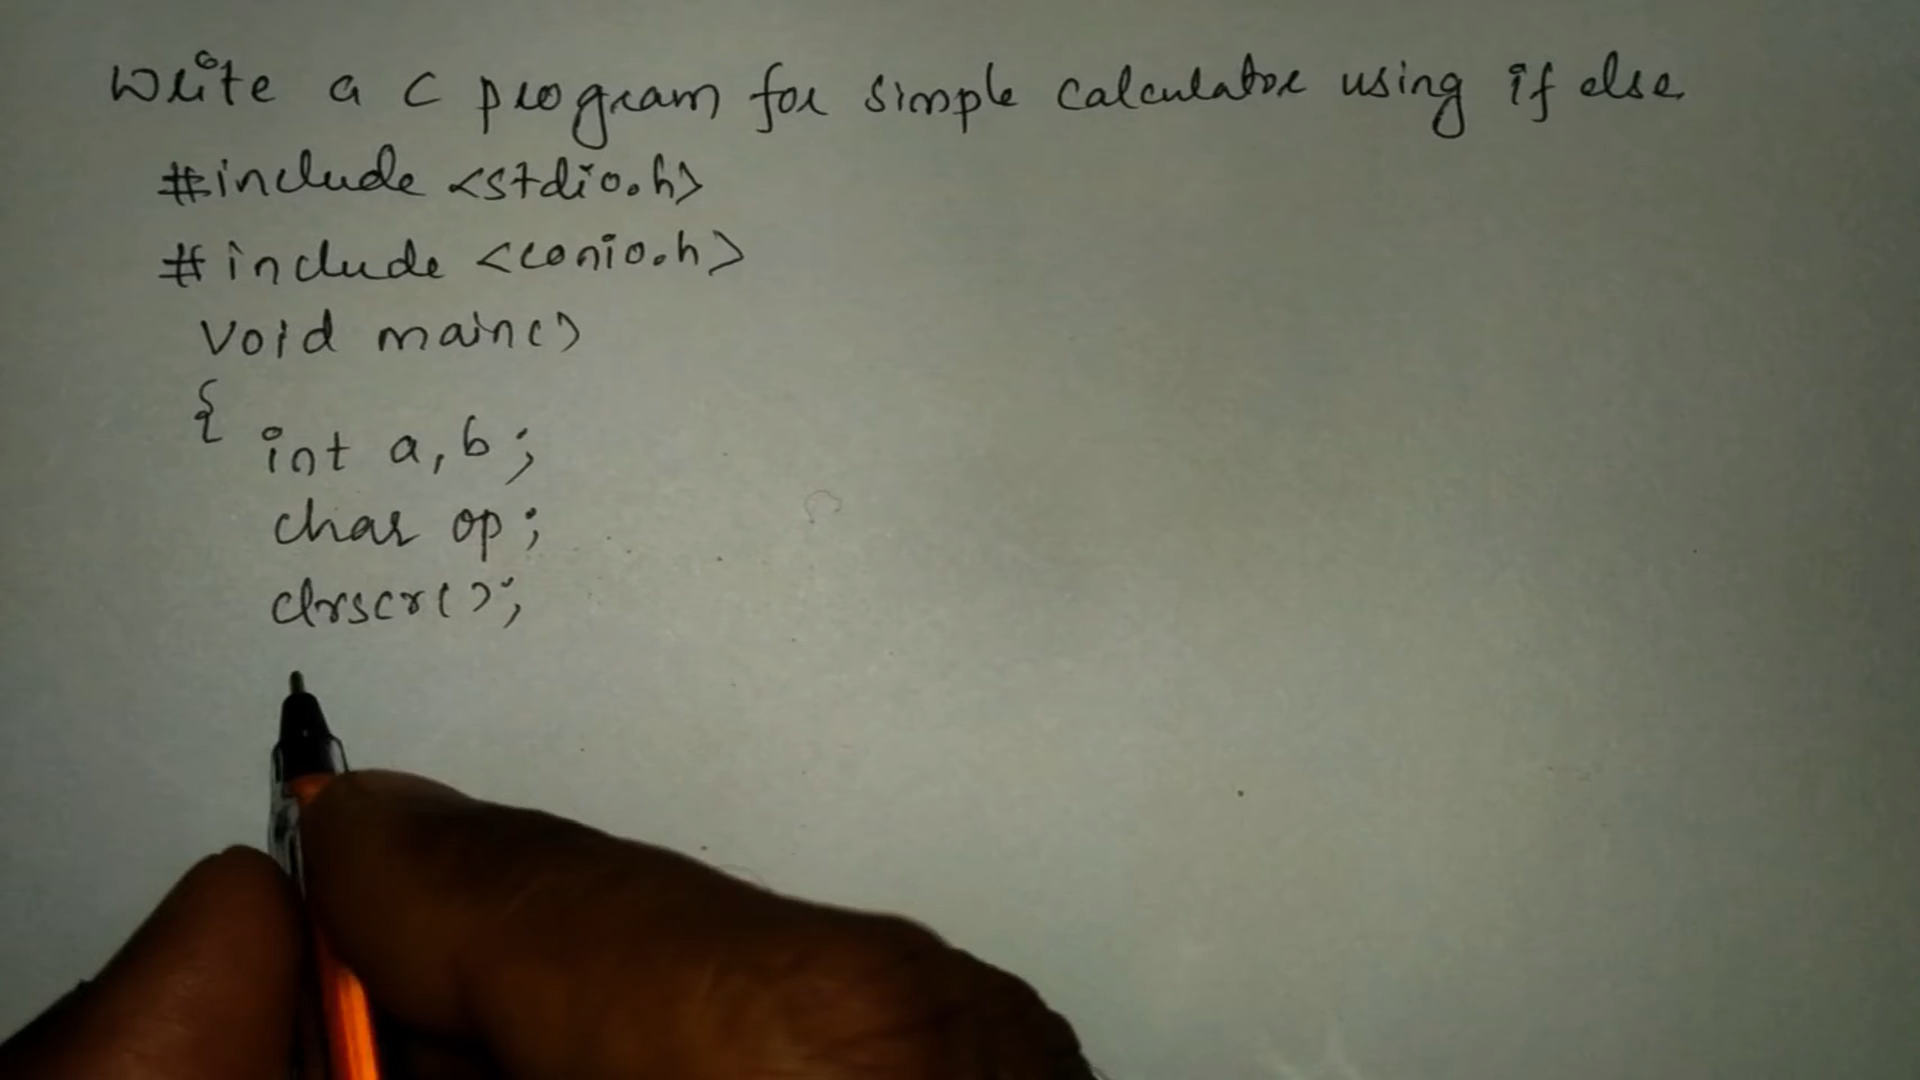 Write a C program for simple calculator using if else
#include <stdio.h>
#include <conio.h>
void main()
{
int a,b;
char op;
clrscr();